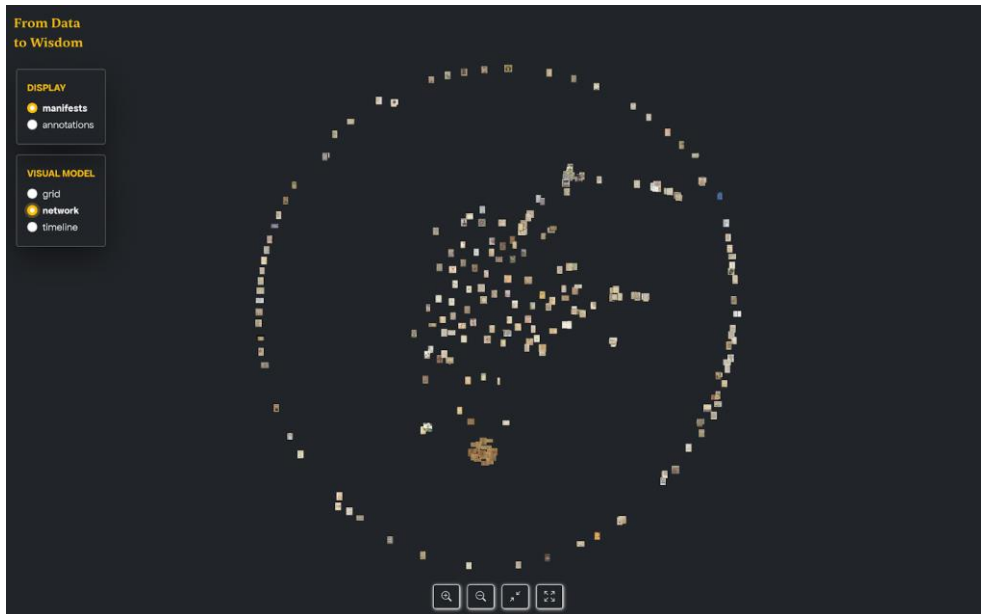 From Data
to Wisdom
DISPLAY
manifests
annotations
VISUAL MODEL
grid
network
timeline